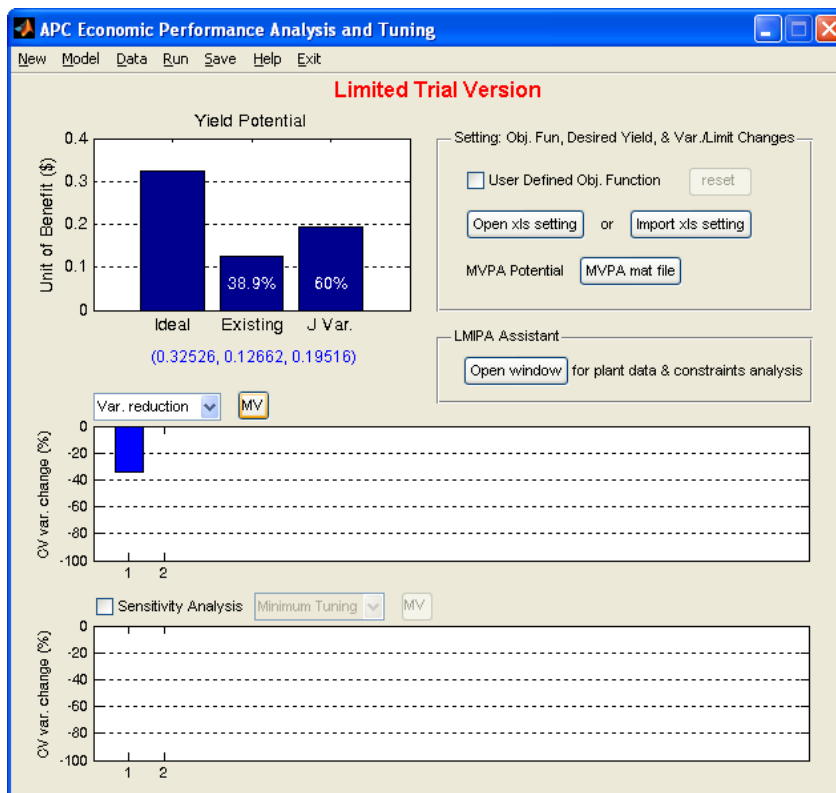 APC Economic Performance Analysis and Tuning
New Model Data Run Save Help Exit
Limited Trial Version
Yield Potential
Unit of Benefit ($)
0.4
0.3
0.2
0.1
0
38.9%
60%
Ideal Existing J Var.
(0.32526, 0.12662, 0.19516)
Setting: Obj. Fun, Desired Yield, & Var./Limit Changes
User Defined Obj. Function reset
Open xls setting or Import xls setting
MVPA Potential MVPA mat file
LMIPA Assistant
Open window for plant data & constraints analysis
Var. reduction MV
CV var. change (%)
0
-20
-40
-60
-80
-100
1 2
Sensitivity Analysis Minimum Tuning MV
CV var. change (%)
0
-20
-40
-60
-80
-100
1 2